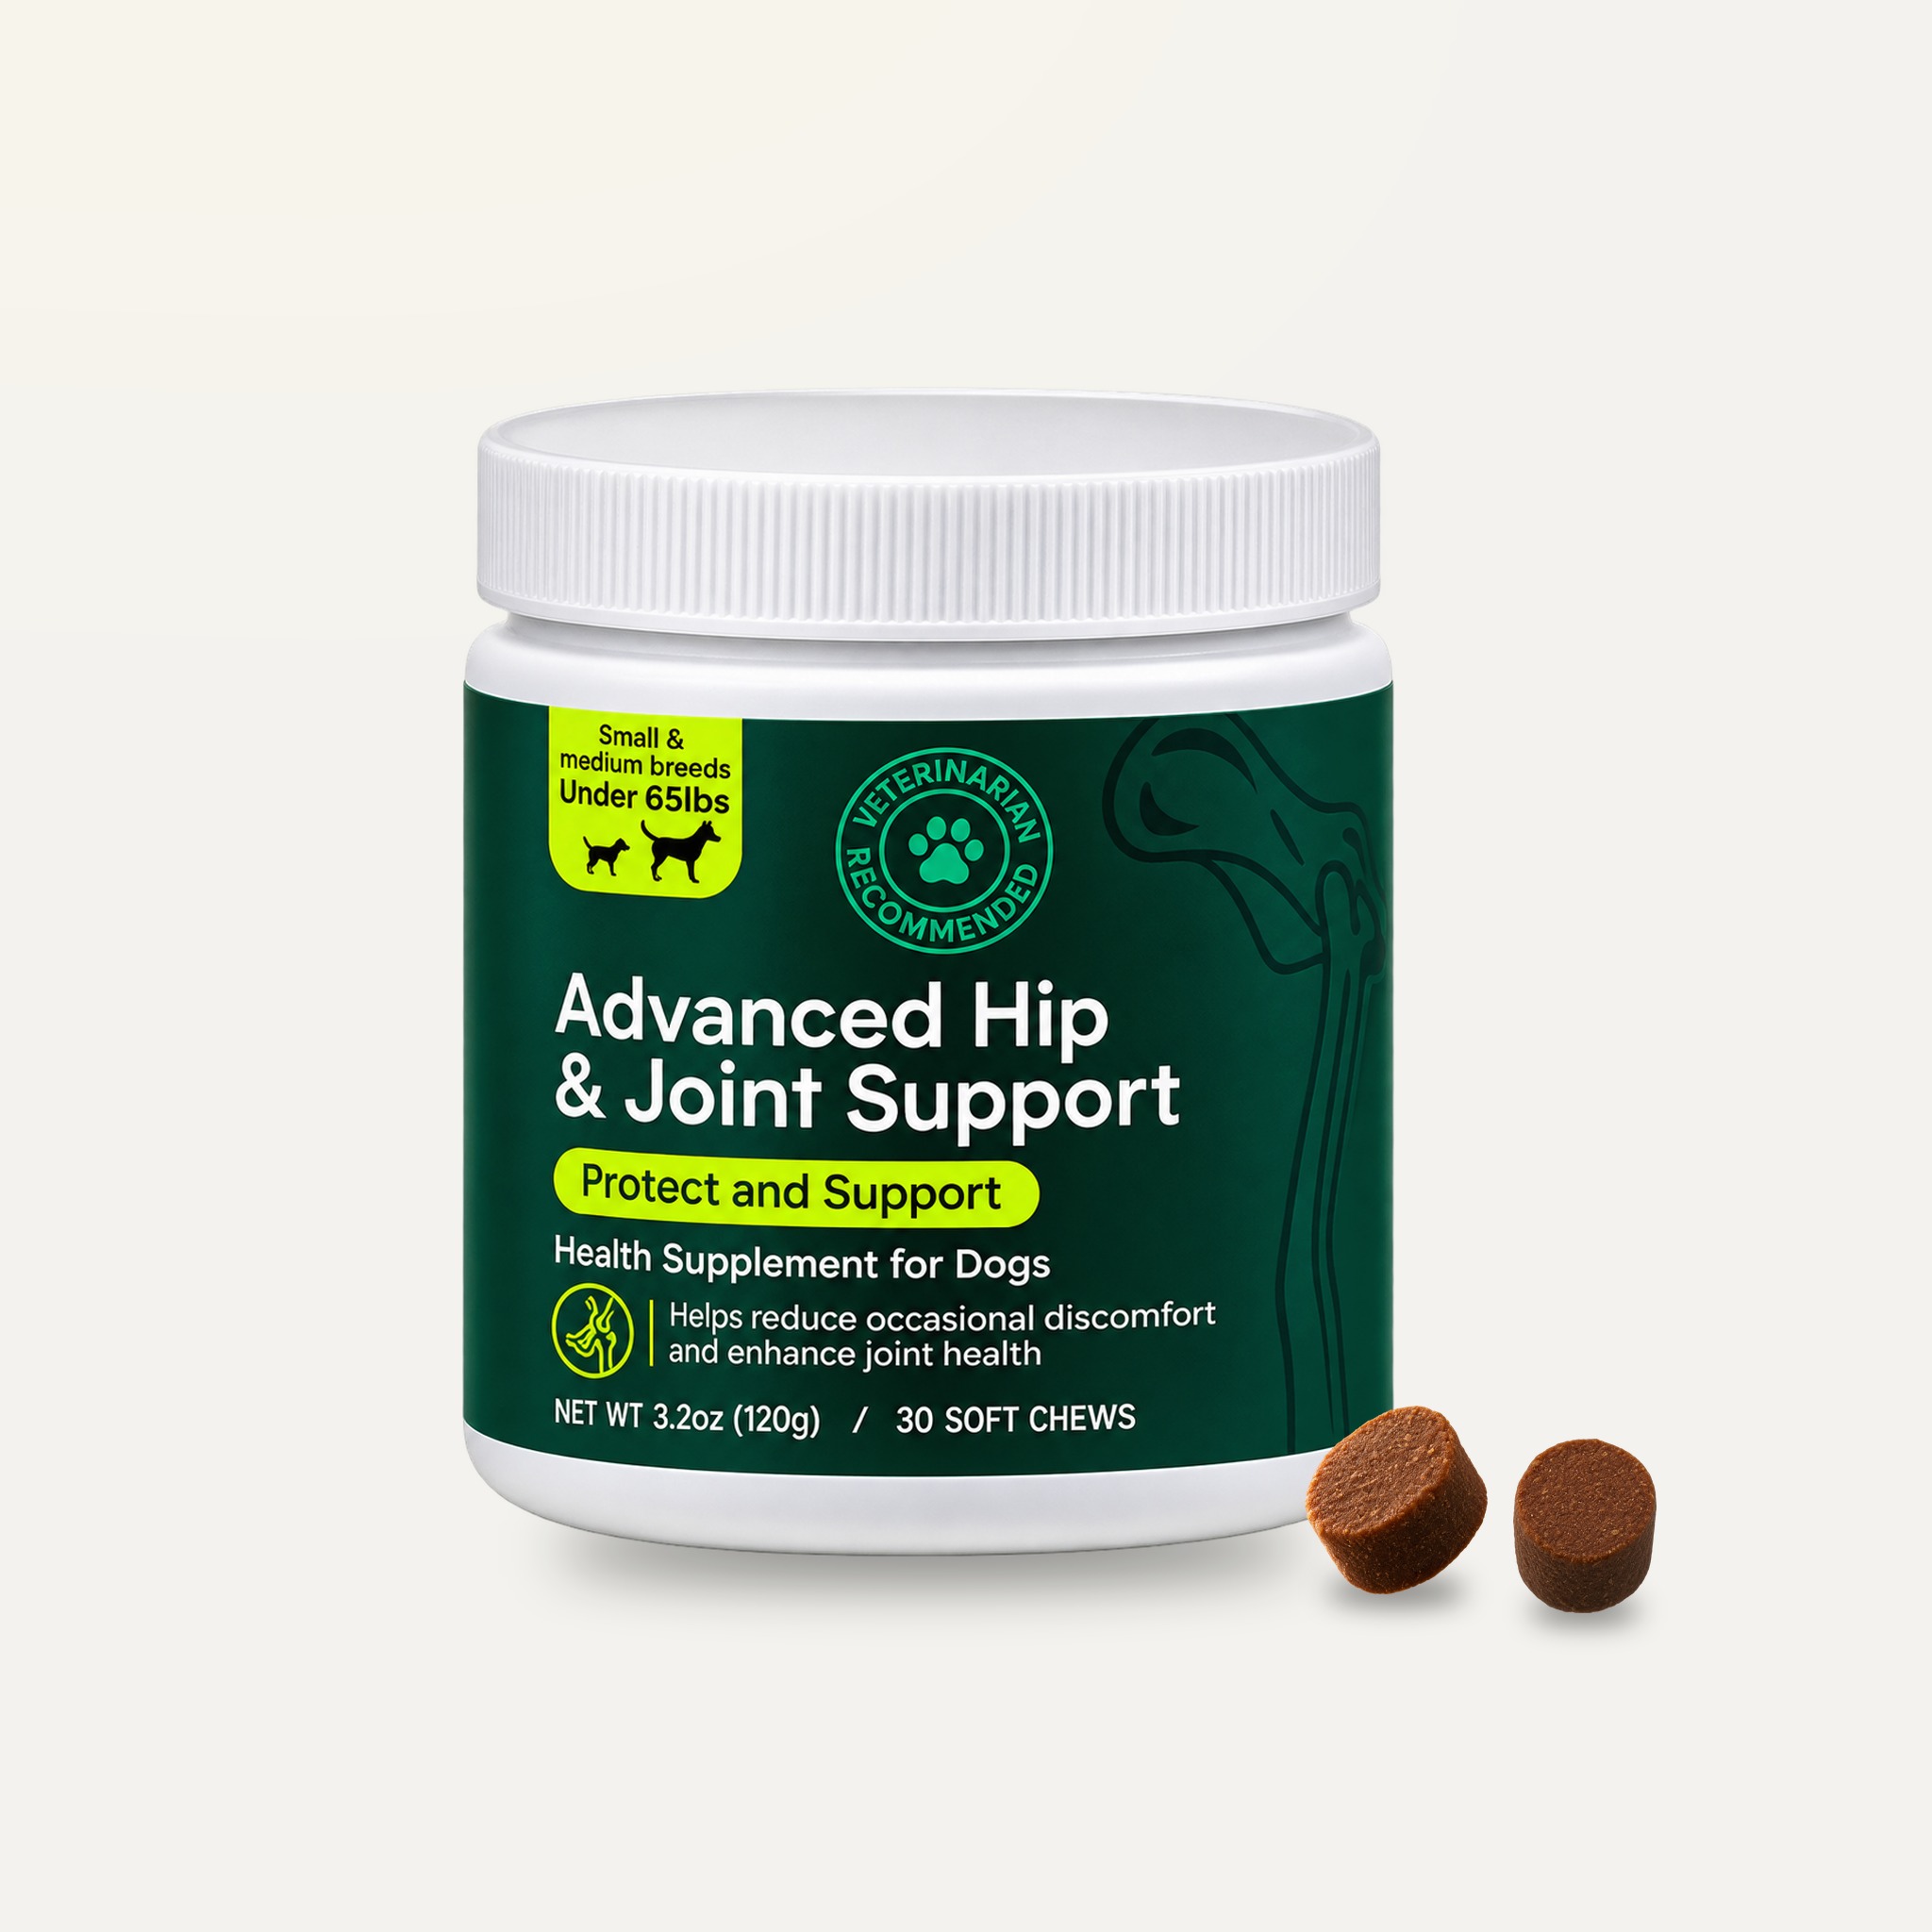 Small &
medium breeds
Under 65lbs
VETERINARIAN
RECOMMENDED
Advanced Hip
& Joint Support
Protect and Support
Health Supplement for Dogs
Helps reduce occasional discomfort
and enhance joint health
NET WT 3.2oz (120g) / 30 SOFT CHEWS